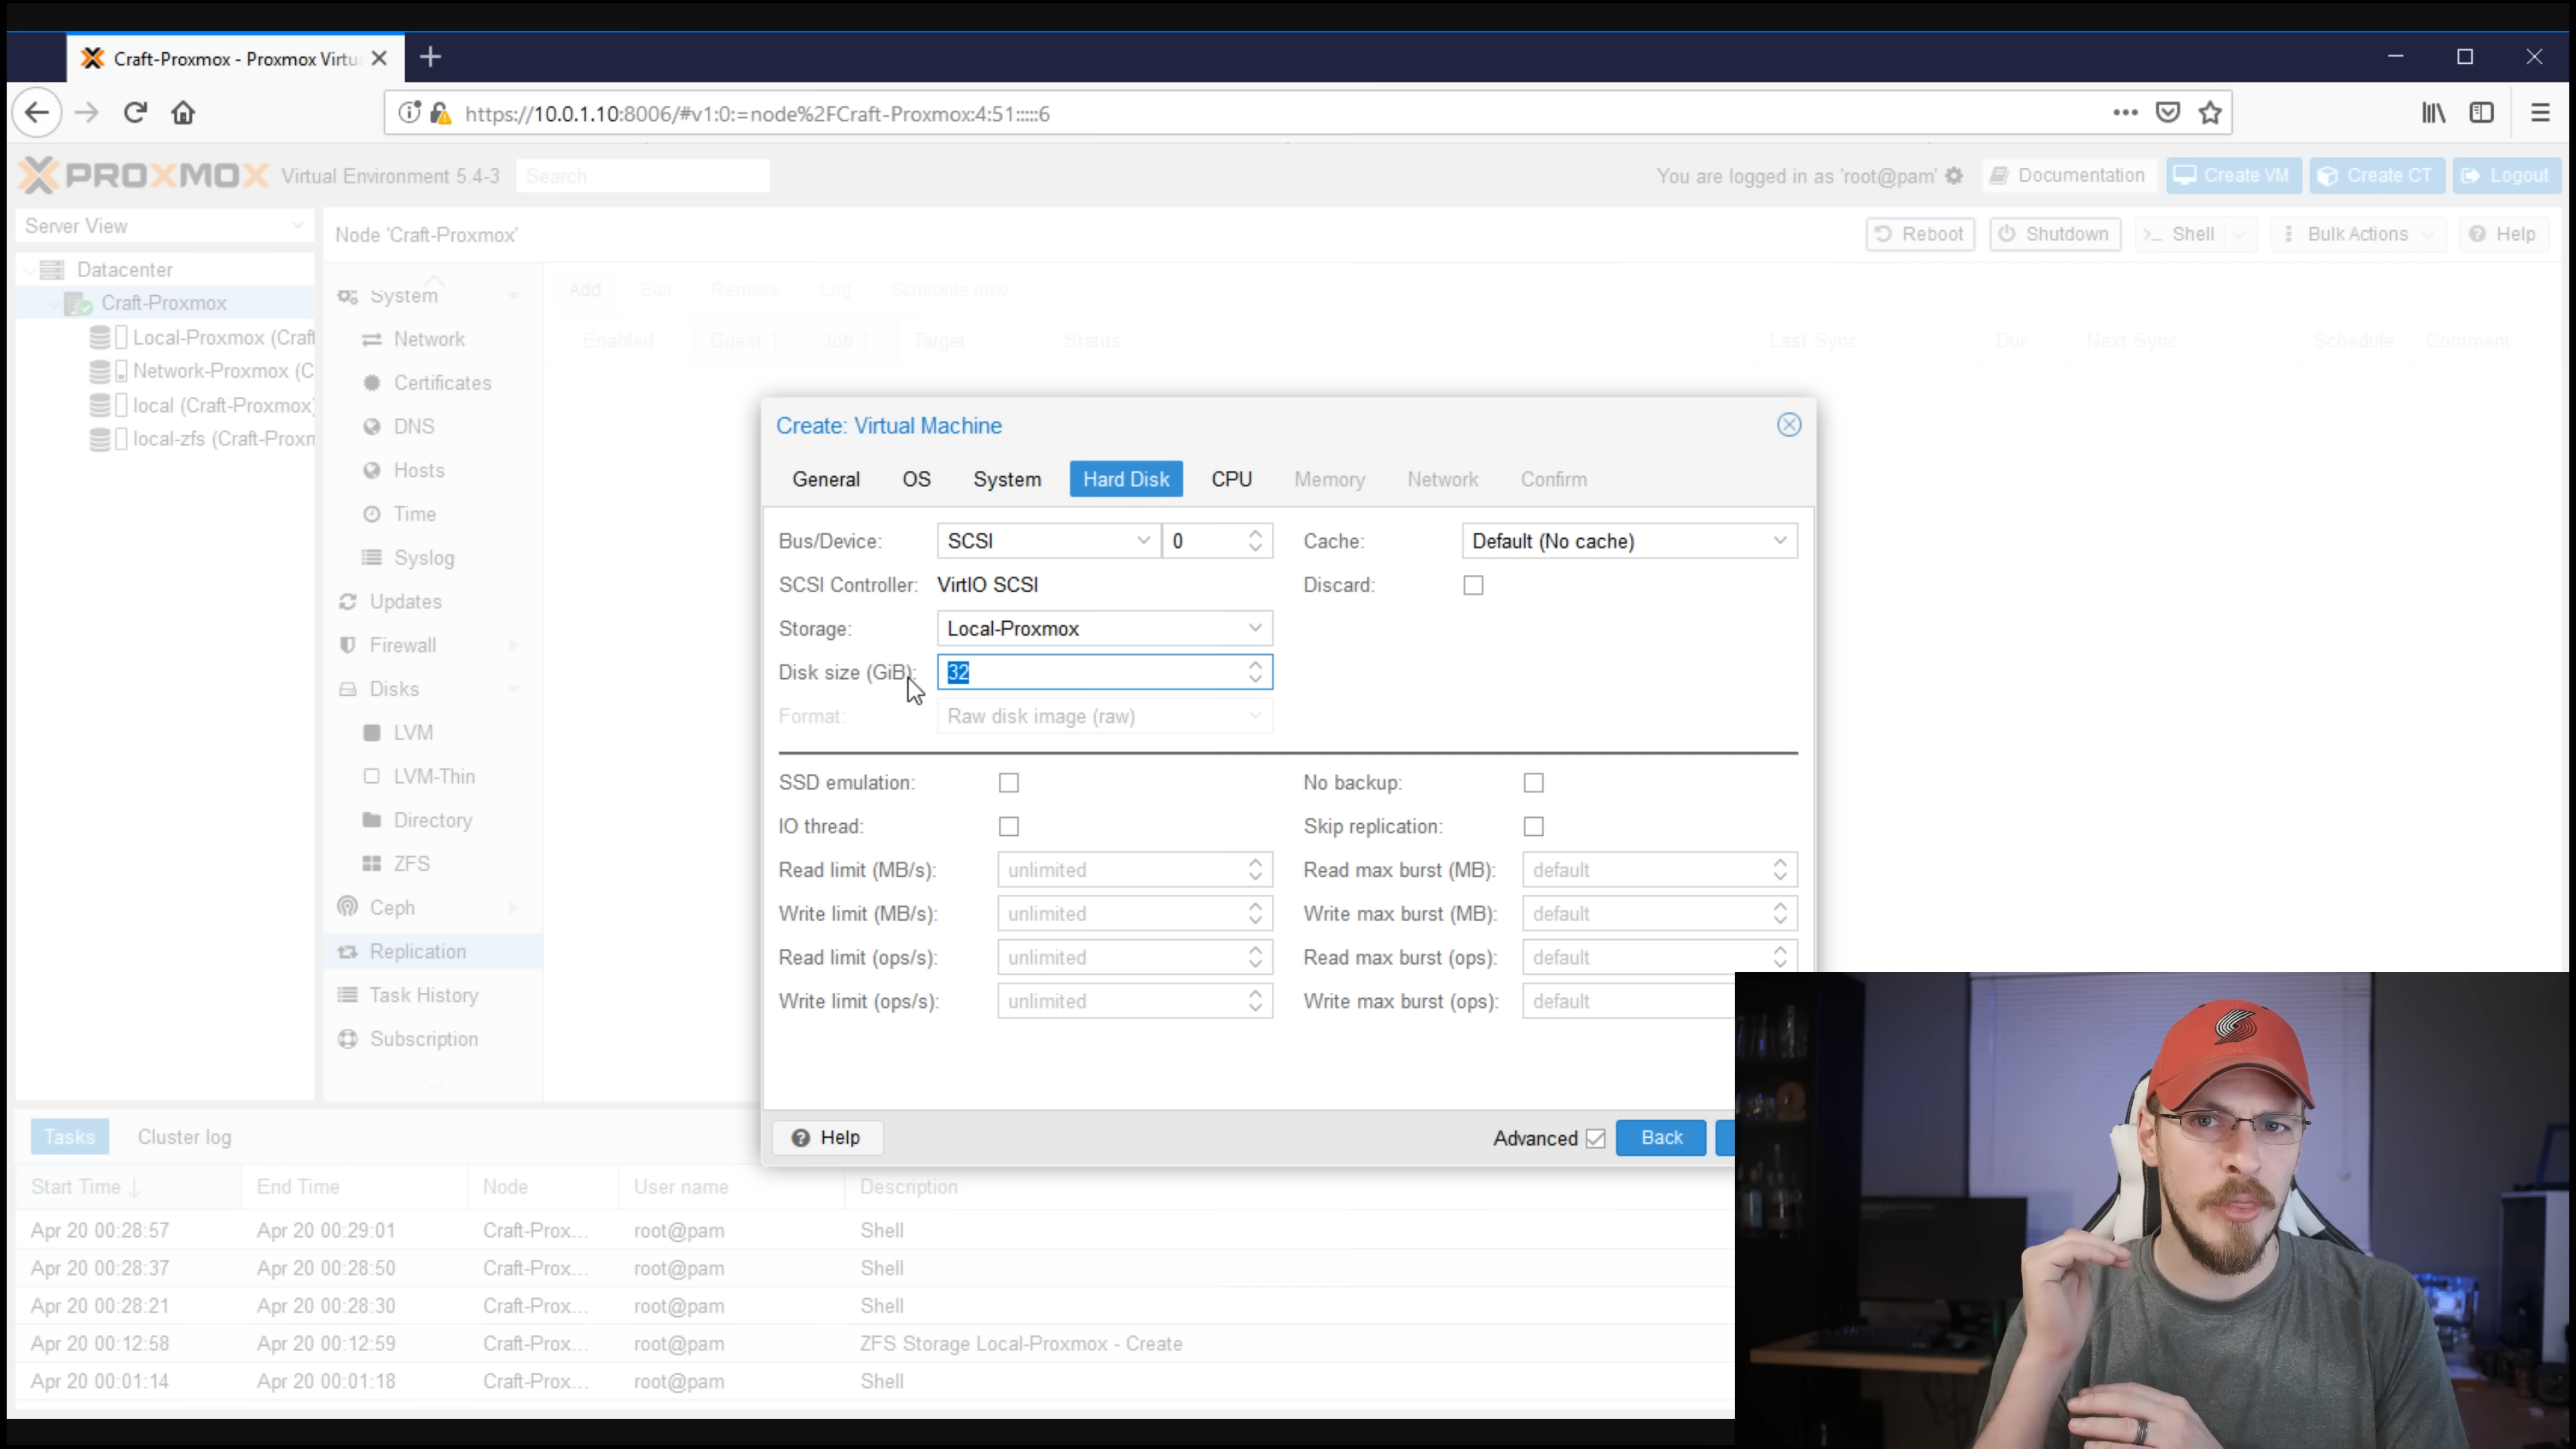 Craft-Proxmox - Proxmox Virtu
https://10.0.1.10:8006/#v1:0:=node%2FCraft-Proxmox:4:51:::::6
PROXMOX Virtual Environment 5.4-3 Search You are logged in as 'root@pam' Documentation Create VM Create CT Logout
Server View
Node 'Craft-Proxmox' Reboot Shutdown >_ Shell Bulk Actions Help
Datacenter
Craft-Proxmox
Local-Proxmox (Craf
Network-Proxmox (C
local (Craft-Proxmox)
local-zfs (Craft-Proxn
System
Network
Certificates
DNS
Hosts
Time
Syslog
Updates
Firewall
Disks
LVM
LVM-Thin
Directory
ZFS
Ceph
Replication
Task History
Subscription
Add Edit Remove Log Schedule now
Enabled Guest ↑ Job ↑ Target Status Last Sync Dur Next Sync Schedule Comment
Create: Virtual Machine
General OS System Hard Disk CPU Memory Network Confirm
Bus/Device: SCSI 0 Cache: Default (No cache)
SCSI Controller: VirtIO SCSI Discard:
Storage: Local-Proxmox
Disk size (GiB): 32
Format: Raw disk image (raw)
SSD emulation: No backup:
IO thread: Skip replication:
Read limit (MB/s): unlimited Read max burst (MB): default
Write limit (MB/s): unlimited Write max burst (MB): default
Read limit (ops/s): unlimited Read max burst (ops): default
Write limit (ops/s): unlimited Write max burst (ops): default
Help Advanced Back
Tasks Cluster log
Start Time ↓ End Time Node User name Description
Apr 20 00:28:57 Apr 20 00:29:01 Craft-Prox... root@pam Shell
Apr 20 00:28:37 Apr 20 00:28:50 Craft-Prox... root@pam Shell
Apr 20 00:28:21 Apr 20 00:28:30 Craft-Prox... root@pam Shell
Apr 20 00:12:58 Apr 20 00:12:59 Craft-Prox... root@pam ZFS Storage Local-Proxmox - Create
Apr 20 00:01:14 Apr 20 00:01:18 Craft-Prox... root@pam Shell